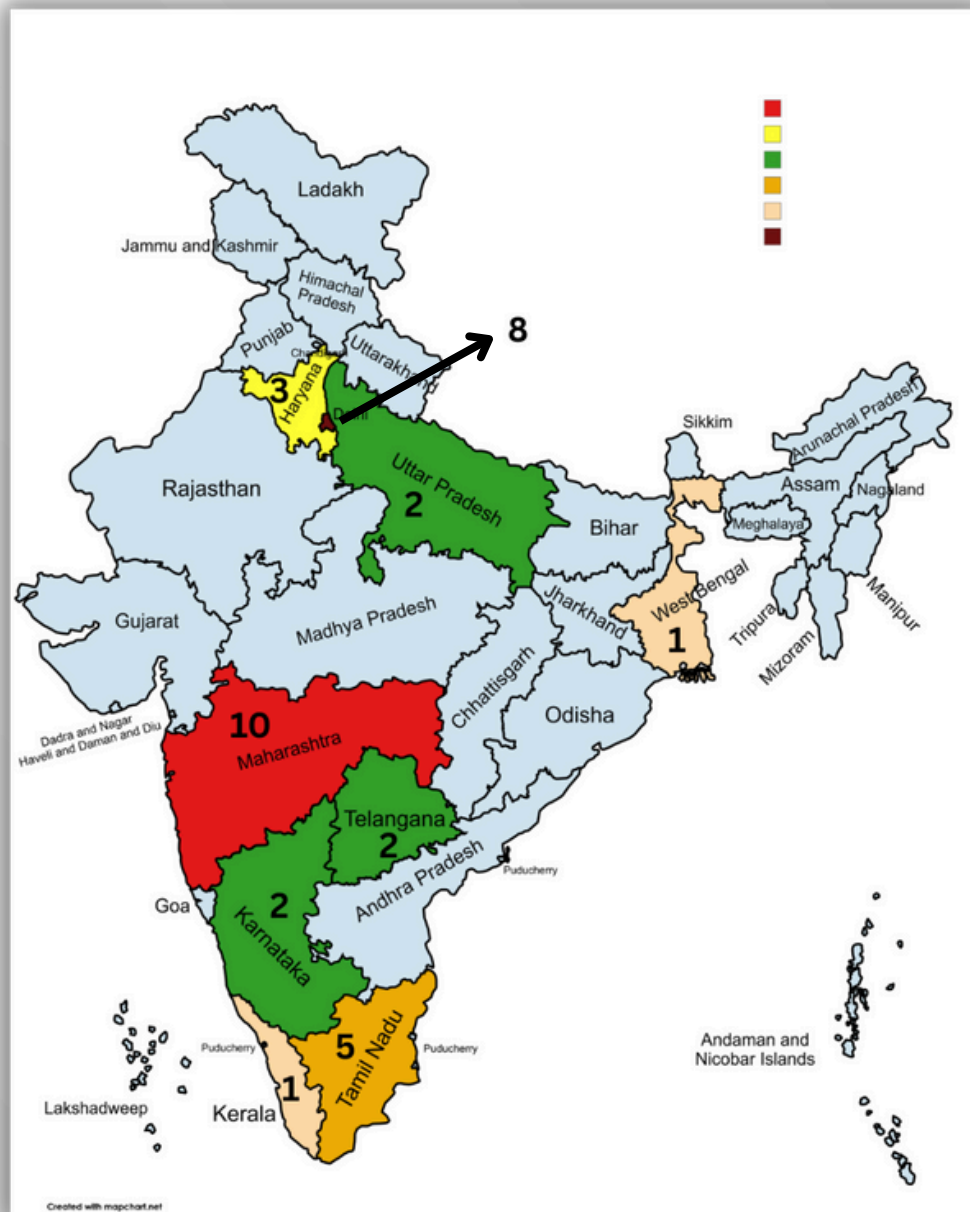 Ladakh
Jammu and Kashmir
Himachal
Pradesh
Punjab
Chandigarh
Uttarakhand
8
3
Haryana
Delhi
Rajasthan
Uttar Pradesh
2
Sikkim
Arunachal Pradesh
Assam
Nagaland
Meghalaya
Bihar
Manipur
Tripura
Mizoram
West Bengal
1
Jharkhand
Gujarat
Madhya Pradesh
Chhattisgarh
Odisha
Dadra and Nagar
Haveli and Daman and Diu
10
Maharashtra
Telangana
2
Andhra Pradesh
Puducherry
Goa
2
Karnataka
Puducherry
5
Tamil Nadu
Puducherry
1
Kerala
Lakshadweep
Andaman and
Nicobar Islands
Created with mapchart.net